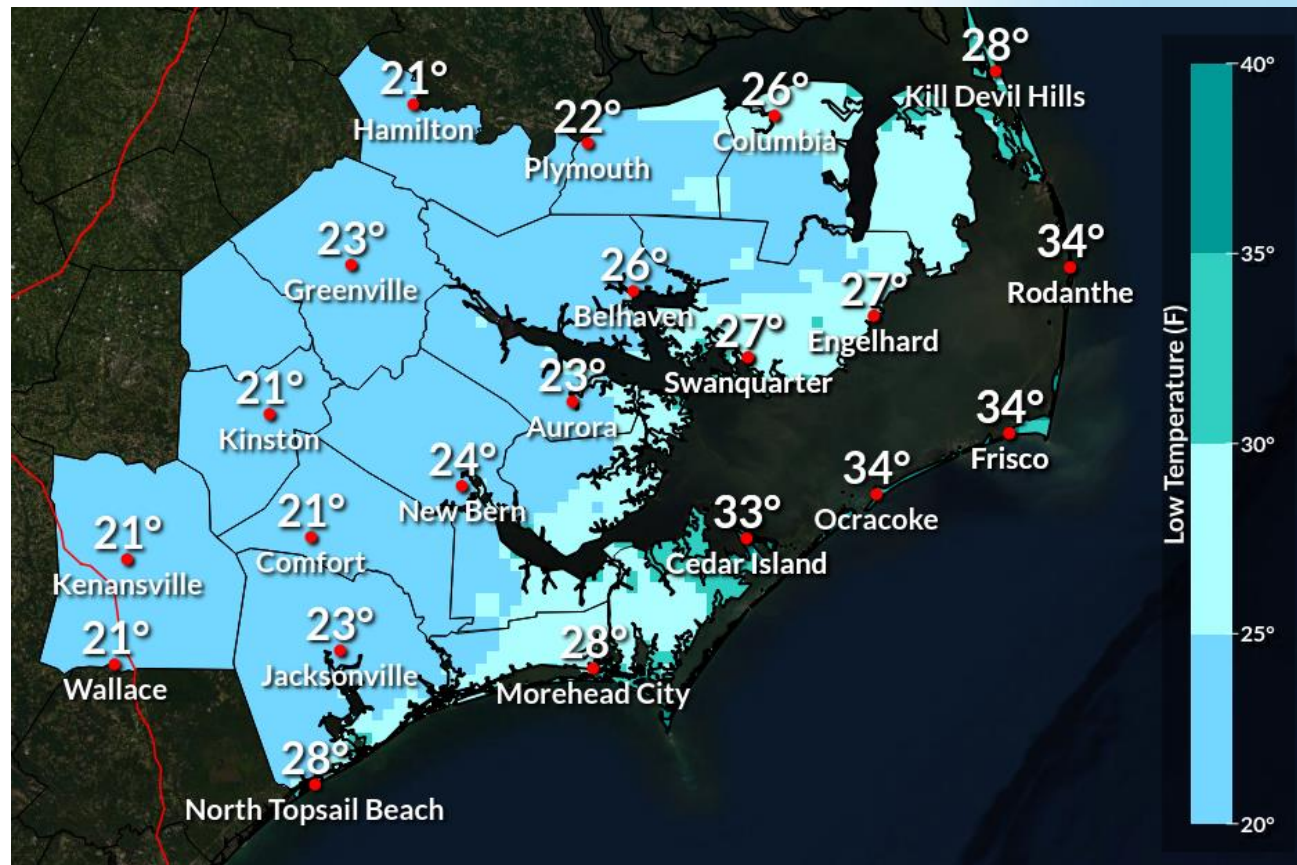 28°
Kill Devil Hills
21°
Hamilton
26°
Columbia
22°
Plymouth
23°
Greenville
34°
Rodanthe
26°
Belhaven
27°
Engelhard
27°
Swanquarter
23°
Aurora
21°
Kinston
34°
Frisco
24°
New Bern
34°
Ocracoke
21°
Comfort
33°
Cedar Island
21°
Kenansville
23°
Jacksonville
21°
Wallace
28°
Morehead City
28°
North Topsail Beach
Low Temperature (F)
40°
35°
30°
25°
20°